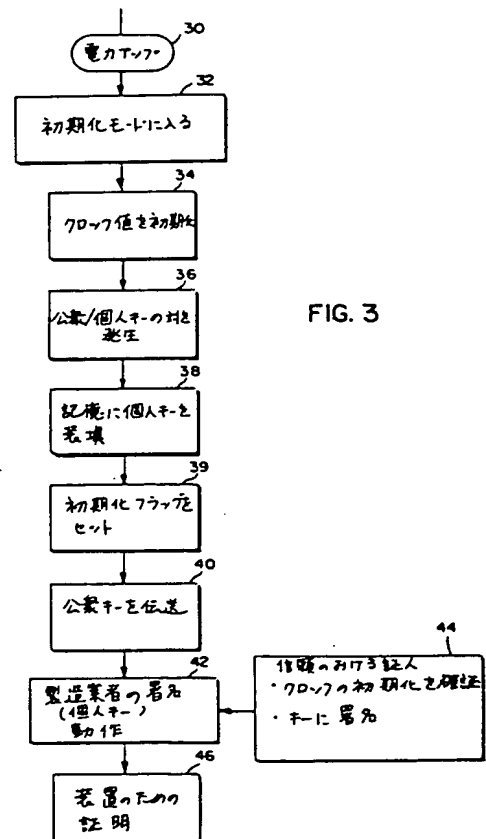 30
電力アップ
32
初期化モードに入る
34
クロック値を初期化
36
公衆/個人キーの対を
発生
38
記憶に個人キーを
装填
39
初期化フラッグを
セット
40
公衆キーを伝送
42
製造業者の署名
(個人キー)
動作
44
信頼のおける証人
・クロックの初期化を確証
・キーに署名
46
装置のための
証明
FIG. 3